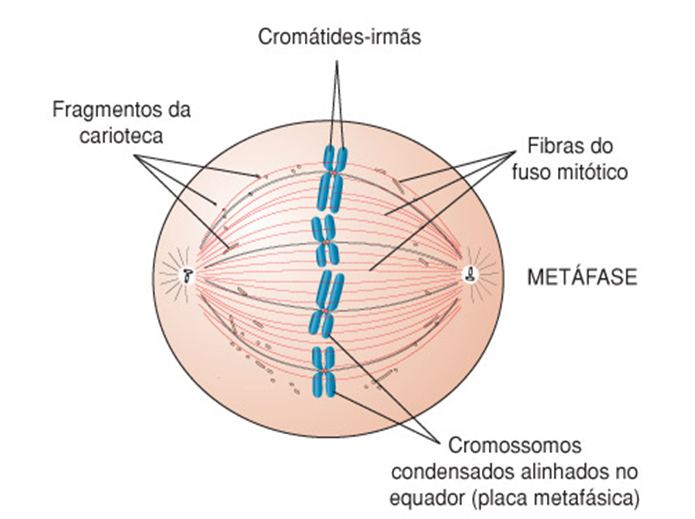 Cromátides-irmãs
Fragmentos da
carioteca
Fibras do
fuso mitótico
METÁFASE
Cromossomos
condensados alinhados no
equador (placa metafásica)